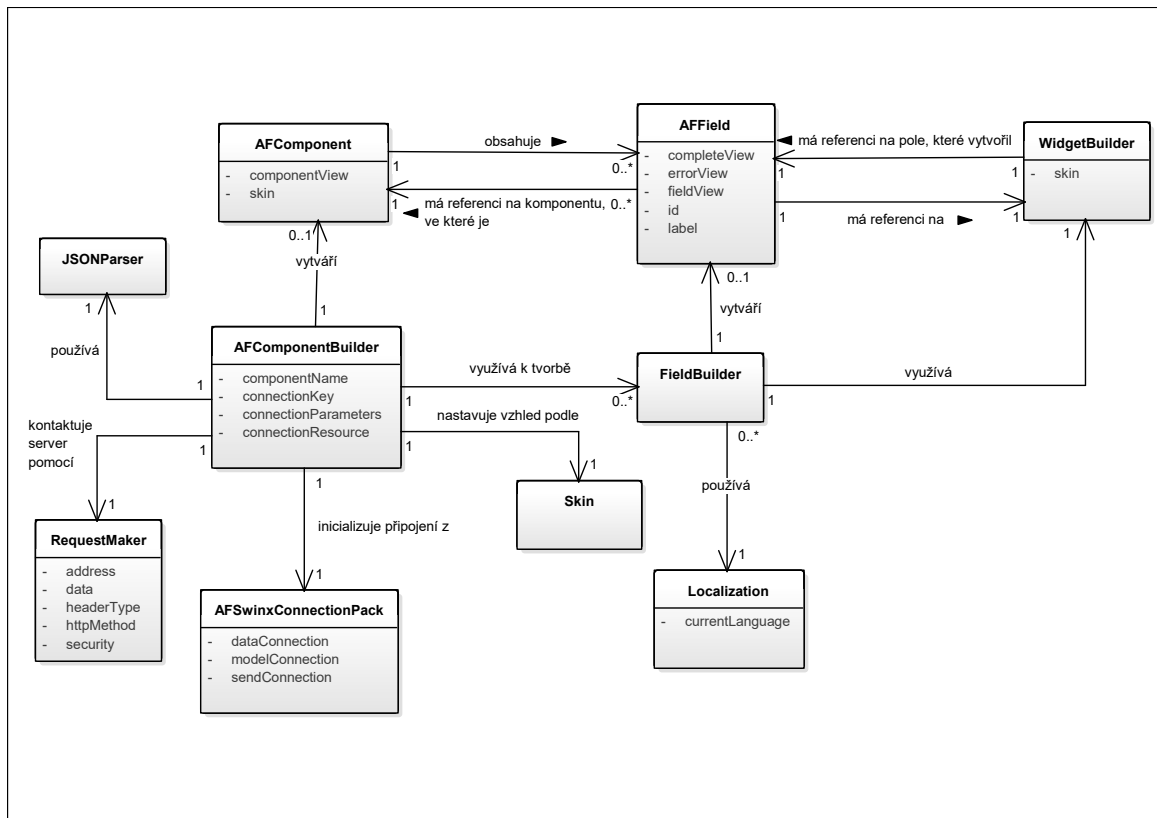 AFComponent
- componentView
- skin
obsahuje ►
1
0..*
AFField
- completeView
- errorView
- fieldView
- id
- label
◄ má referenci na pole, které vytvořil
1
1
WidgetBuilder
- skin
1
◄ má referenci na komponentu,
ve které je
0..*
1
má referenci na ►
1
0..1
vytváří
1
JSONParser
1
používá
1
0..1
vytváří
1
1
AFComponentBuilder
- componentName
- connectionKey
- connectionParameters
- connectionResource
využívá k tvorbě
1
0..*
FieldBuilder
1
využívá
nastavuje vzhled podle
1
1
Skin
kontaktuje
server
pomocí
1
1
RequestMaker
- address
- data
- headerType
- httpMethod
- security
1
inicializuje připojení z
1
AFSwinxConnectionPack
- dataConnection
- modelConnection
- sendConnection
0..*
používá
1
Localization
- currentLanguage